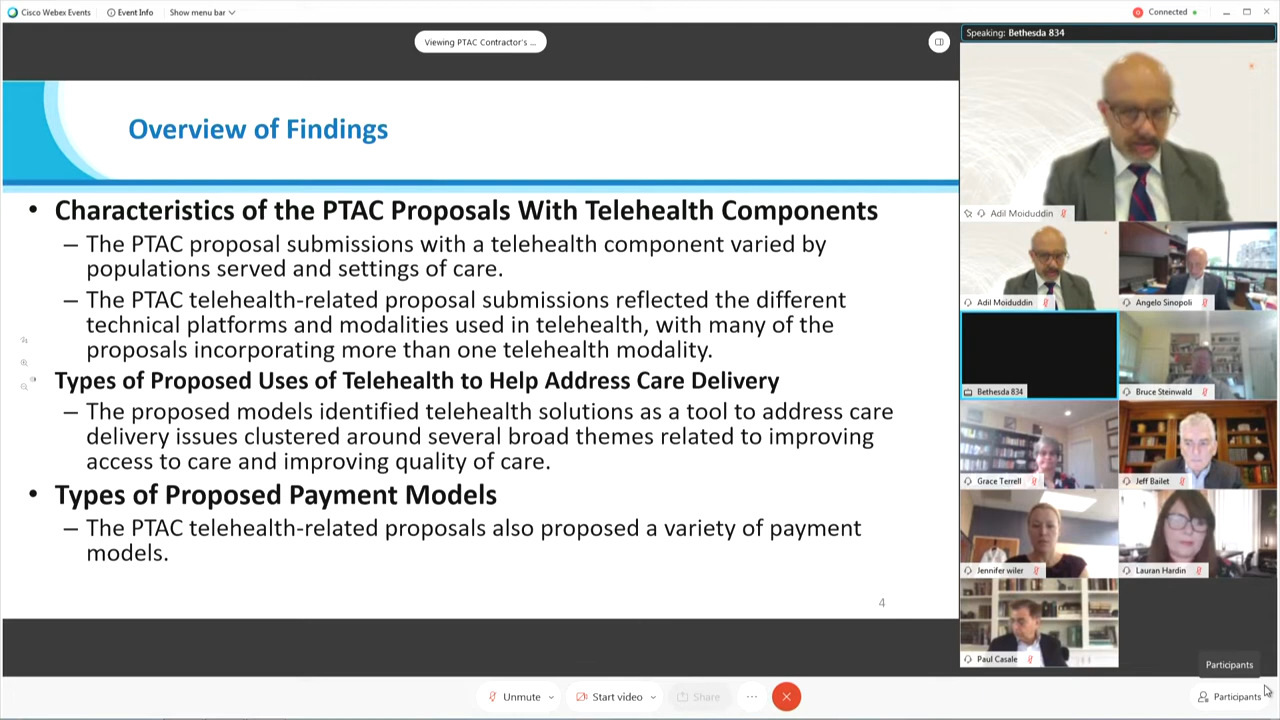 Cisco Webex Events
Event Info
Show menu bar
Connected
Viewing PTAC Contractor's ...
Speaking: Bethesda 834
Overview of Findings
• Characteristics of the PTAC Proposals With Telehealth Components
– The PTAC proposal submissions with a telehealth component varied by
populations served and settings of care.
– The PTAC telehealth-related proposal submissions reflected the different
technical platforms and modalities used in telehealth, with many of the
proposals incorporating more than one telehealth modality.
Types of Proposed Uses of Telehealth to Help Address Care Delivery
– The proposed models identified telehealth solutions as a tool to address care
delivery issues clustered around several broad themes related to improving
access to care and improving quality of care.
• Types of Proposed Payment Models
– The PTAC telehealth-related proposals also proposed a variety of payment
models.
4
Adil Moiduddin
Adil Moiduddin
Angelo Sinopoli
Bethesda 834
Bruce Steinwald
Grace Terrell
Jeff Bailet
Jennifer wiler
Lauran Hardin
Paul Casale
Participants
Unmute
Start video
Share
...
Participants